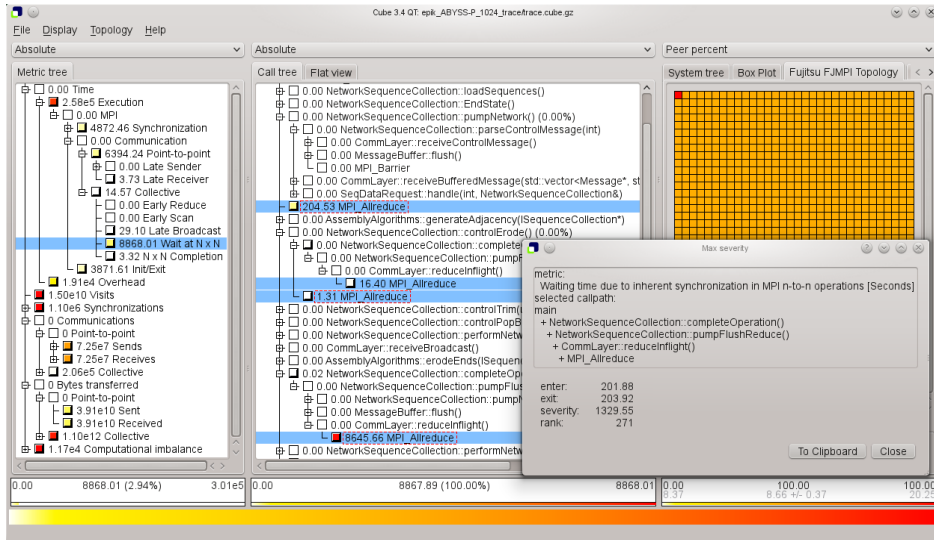 Cube 3.4 QT: epik_ABYSS-P_1024_trace/trace.cube.gz
File Display Topology Help
Absolute
Absolute
Peer percent
Metric tree
Call tree Flat view
System tree Box Plot Fujitsu FJMPI Topology
0.00 Time
2.58e5 Execution
0.00 MPI
4872.46 Synchronization
0.00 Communication
6394.24 Point-to-point
0.00 Late Sender
3.73 Late Receiver
14.57 Collective
0.00 Early Reduce
0.00 Early Scan
29.10 Late Broadcast
8868.01 Wait at N x N
3.32 N x N Completion
3871.61 Init/Exit
1.91e4 Overhead
1.50e10 Visits
1.10e6 Synchronizations
0 Communications
0 Point-to-point
7.25e7 Sends
7.25e7 Receives
2.06e5 Collective
0 Bytes transferred
0 Point-to-point
3.91e10 Sent
3.91e10 Received
1.10e12 Collective
1.17e4 Computational imbalance
0.00 NetworkSequenceCollection::loadSequences()
0.00 NetworkSequenceCollection::EndState()
0.00 NetworkSequenceCollection::pumpNetwork() (0.00%)
0.00 NetworkSequenceCollection::parseControlMessage(int)
0.00 CommLayer::receiveControlMessage()
0.00 MessageBuffer::flush()
0.00 MPI_Barrier
0.00 CommLayer::receiveBufferedMessage(std::vector<Message*, st
0.00 SeqDataRequest::handle(int, NetworkSequenceCollection&)
204.53 MPI_Allreduce
0.00 AssemblyAlgorithms::generateAdjacency(ISequenceCollection*)
0.00 NetworkSequenceCollection::controlErode() (0.00%)
0.00 NetworkSequenceCollection::complete
0.00 NetworkSequenceCollection::pumpF
0.00 CommLayer::reduceInflight()
16.40 MPI_Allreduce
1.31 MPI_Allreduce
0.00 NetworkSequenceCollection::controlTrim(
0.00 NetworkSequenceCollection::controlPopB
0.00 NetworkSequenceCollection::performNetw
0.00 CommLayer::receiveBroadcast()
0.00 AssemblyAlgorithms::erodeEnds(ISequen
0.02 NetworkSequenceCollection::completeOp
0.00 NetworkSequenceCollection::pumpFlus
0.00 NetworkSequenceCollection::pumpN
0.00 MessageBuffer::flush()
0.00 CommLayer::reduceInflight()
8645.66 MPI_Allreduce
0.00 NetworkSequenceCollection::performNetw
Max severity
metric:
Waiting time due to inherent synchronization in MPI n-to-n operations [Seconds]
selected callpath:
main
+ NetworkSequenceCollection::completeOperation()
+ NetworkSequenceCollection::pumpFlushReduce()
+ CommLayer::reduceInflight()
+ MPI_Allreduce
enter: 201.88
exit: 203.92
severity: 1329.55
rank: 271
To Clipboard Close
0.00 8868.01 (2.94%) 3.01e5
0.00 8867.89 (100.00%) 8868.01
0.00 100.00 100.00
8.37 8.66 +/- 0.37 20.25